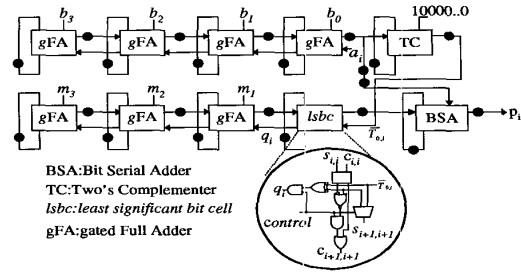 b3 b2 b1 b0 10000..0
gFA gFA gFA gFA TC
ai
m3 m2 m1
gFA gFA gFA lsbc BSA pi
qi T0,i
BSA:Bit Serial Adder
TC:Two's Complementer
lsbc:least significant bit cell
gFA:gated Full Adder
si,i ci,i
qi T0,i
control
si+1,i+1
ci+1,i+1